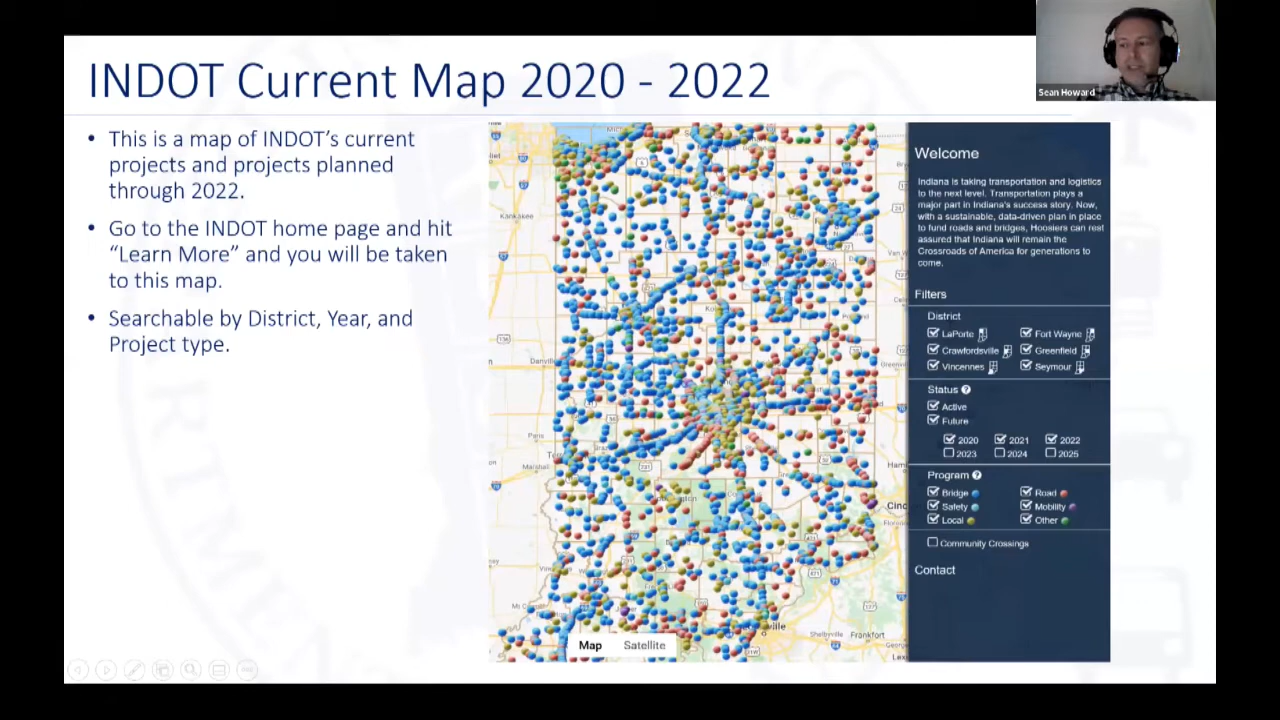 INDOT Current Map 2020 - 2022
Sean Howard
• This is a map of INDOT's current
projects and projects planned
through 2022.
• Go to the INDOT home page and hit
"Learn More" and you will be taken
to this map.
• Searchable by District, Year, and
Project type.
Kankakee
Danville
Paris
Marshall
Shelbyville
Frankfort
Map
Satellite
Welcome
Indiana is taking transportation and logistics
to the next level. Transportation plays a
major part in Indiana's success story. Now,
with a sustainable, data-driven plan in place
to fund roads and bridges, Hoosiers can rest
assured that Indiana will remain the
Crossroads of America for generations to
come.
Filters
District
LaPorte Fort Wayne
Crawfordsville Greenfield
Vincennes Seymour
Status ?
Active
Future
2020 2021 2022
2023 2024 2025
Program ?
Bridge Road
Safety Mobility
Local Other
Community Crossings
Contact